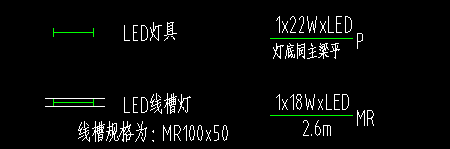 LED灯具
1x22WxLED
灯底同主梁平
P
LED线槽灯
线槽规格为：MR100x50
1x18WxLED
2.6m
MR